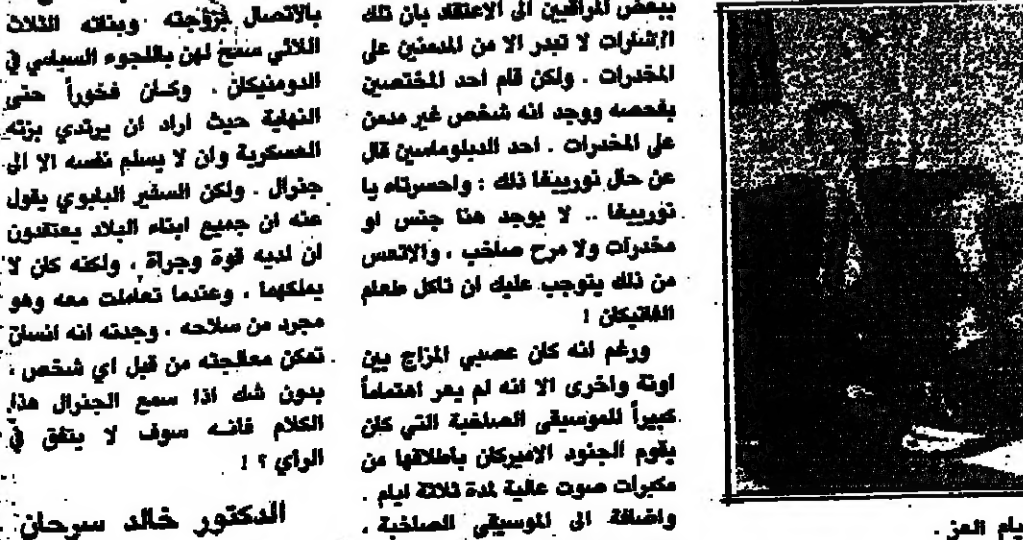 ببعض المراقبين الى الاعتقاد بان تلك
الاشارات لا تبدر الا من المدمنين على
المخدرات . ولكن قام احد المختصين
بفحصه ووجد انه شخص غير مدمن
على المخدرات . احد الدبلوماسين قال
عن حال نورييغا ذلك : واحسرتاه يا
نورييغا .. لا يوجد هنا جنس او
مخدرات ولا مرح صاخب ، والاتعس
من ذلك يتوجب عليك ان تاكل طعام
الفاتيكان !
ورغم انه كان عصبي المزاج بين
اونة واخرى الا انه لم يعر اهتماماً
كبيراً للموسيقى الصاخبة التي كان
يقوم الجنود الاميركان باطلاقها من
مكبرات صوت عالية لمدة ثلاثة ايام .
واضافة الى الموسيقى الصاخبة ،
بالاتصال بزوجته وبناته الثلاث
اللائي سمح لهن باللجوء السياسي في
الدومنيكان . وكان فخوراً حتى
النهاية حيث اراد ان يرتدي بزته
العسكرية وان لا يسلم نفسه الا الى
جنرال . ولكن السفير البابوي يقول
عنه ان جميع ابناء البلاد يعتقدون
ان لديه قوة وجراة ، ولكنه كان لا
يملكهما ، وعندما تعاملت معه وهو
مجرد من سلاحه ، وجدته انه انسان
تمكن معالجته من قبل اي شخص ،
بدون شك اذا سمع الجنرال هذا
الكلام فانه سوف لا يتفق في
الراي ؟ !
الدكتور خالد سرحان
يام العز .